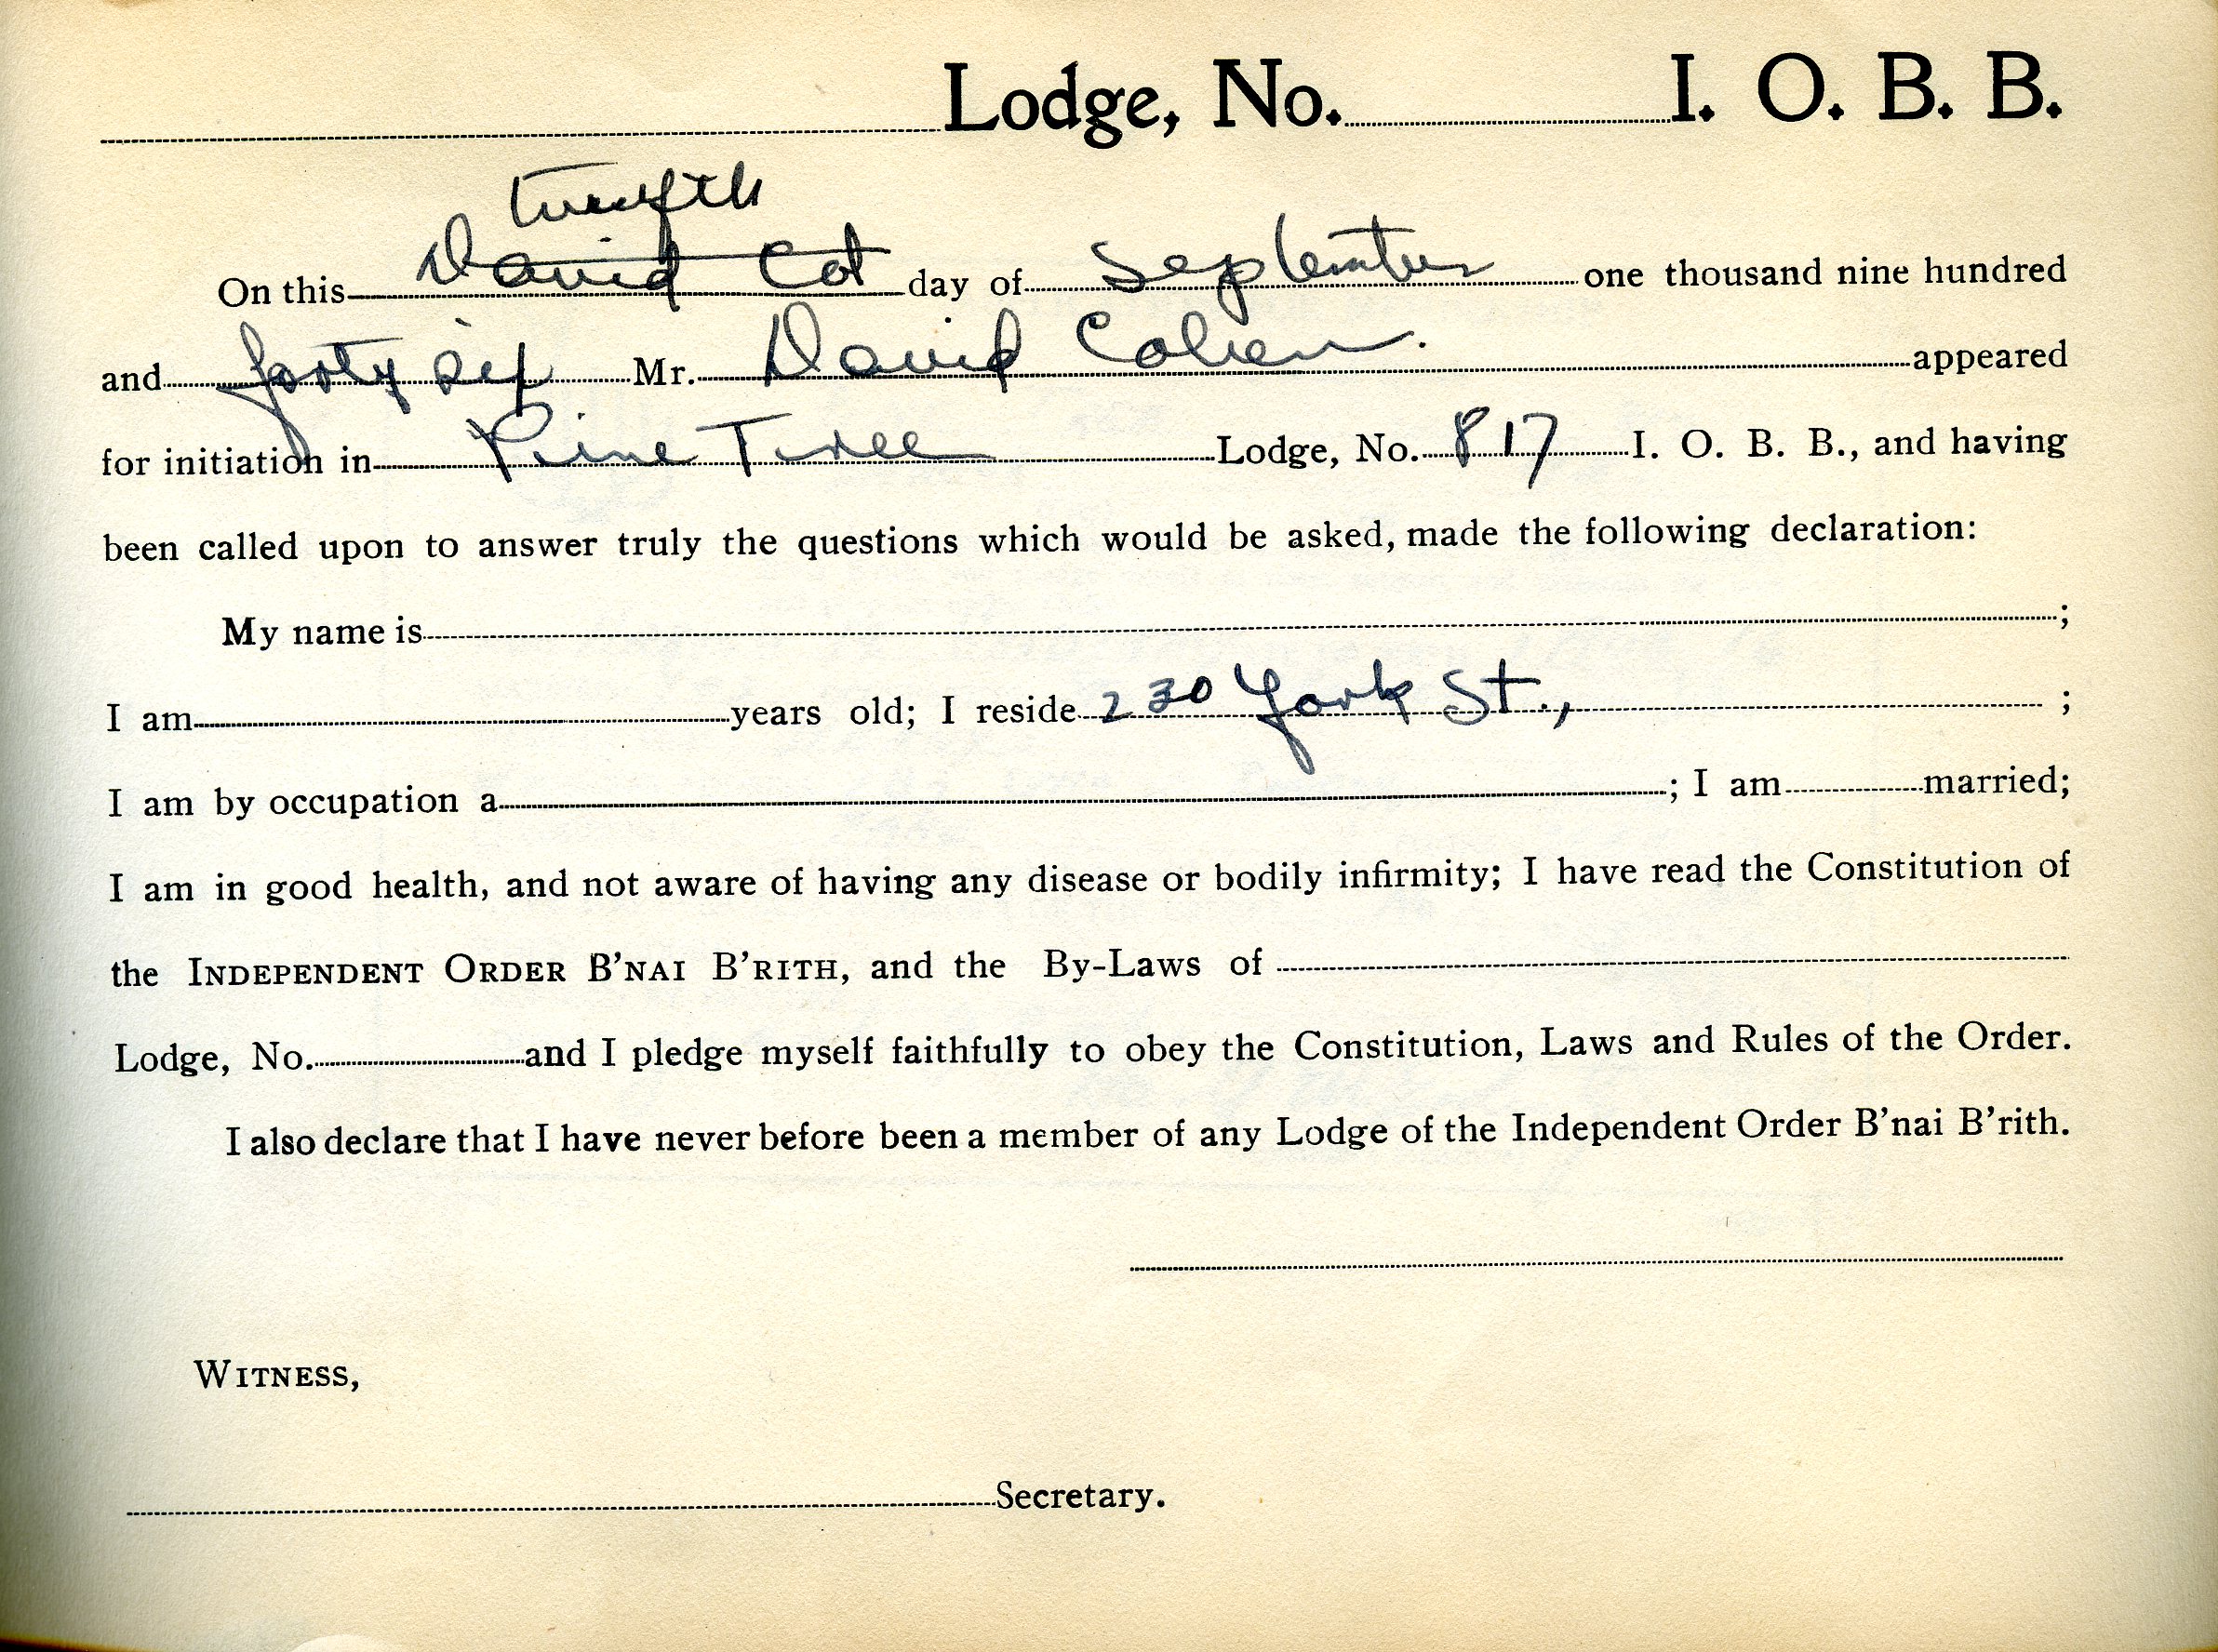 Lodge, No. I. O. B. B.
twelfth
On this David Cot day of September one thousand nine hundred
and forty six Mr. David Cohen. appeared
for initiation in Pine Tree Lodge, No. 817 I. O. B. B., and having
been called upon to answer truly the questions which would be asked, made the following declaration:
My name is ;
I am years old; I reside 230 York St., ;
I am by occupation a ; I am married;
I am in good health, and not aware of having any disease or bodily infirmity; I have read the Constitution of
the INDEPENDENT ORDER B'NAI B'RITH, and the By-Laws of
Lodge, No. and I pledge myself faithfully to obey the Constitution, Laws and Rules of the Order.
I also declare that I have never before been a member of any Lodge of the Independent Order B'nai B'rith.
WITNESS,
Secretary.